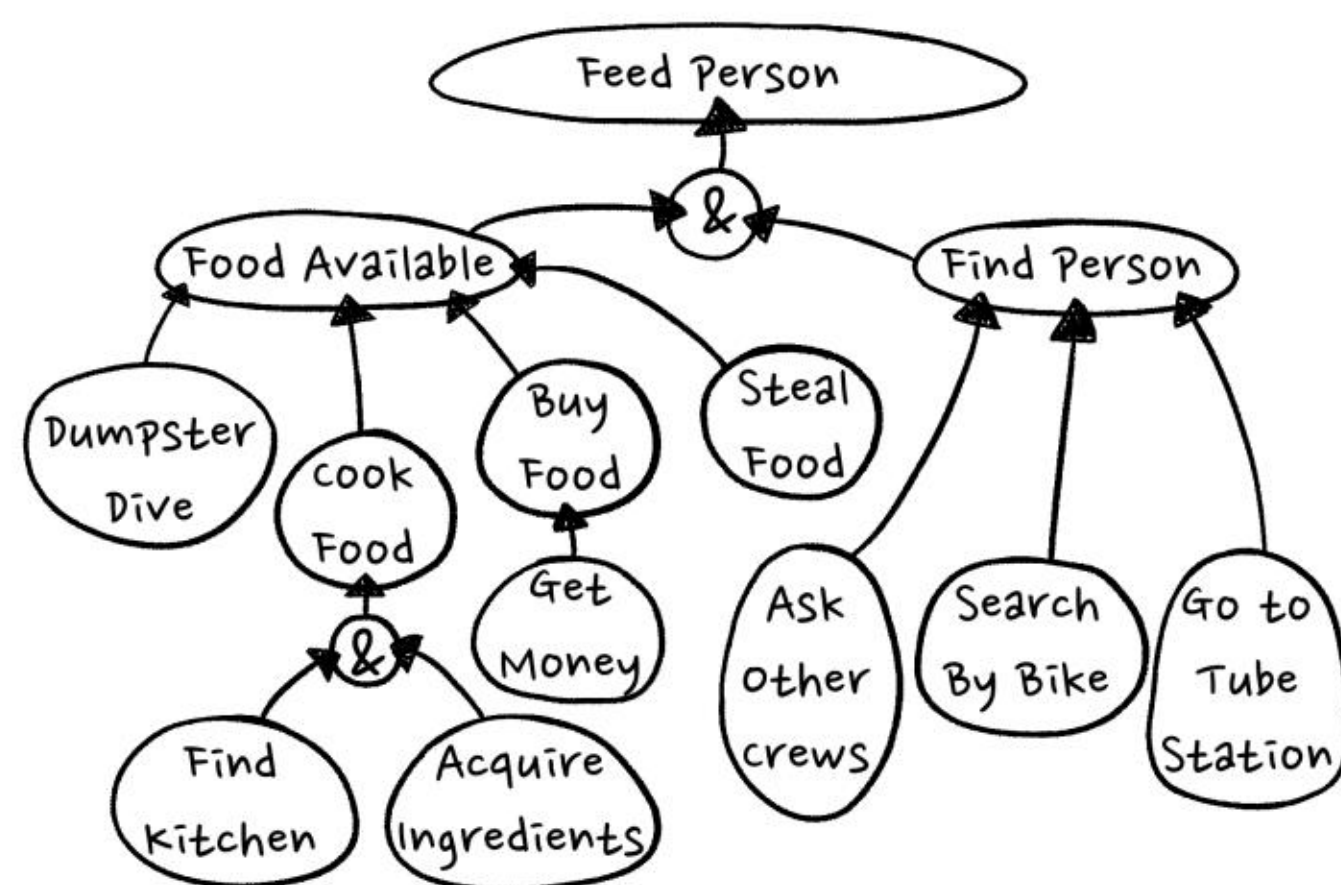 Feed Person
&
Food Available
Find Person
Dumpster
Dive
Cook
Food
Buy
Food
Steal
Food
Get
Money
Ask
Other
Crews
Search
By Bike
Go to
Tube
Station
&
Find
Kitchen
Acquire
Ingredients